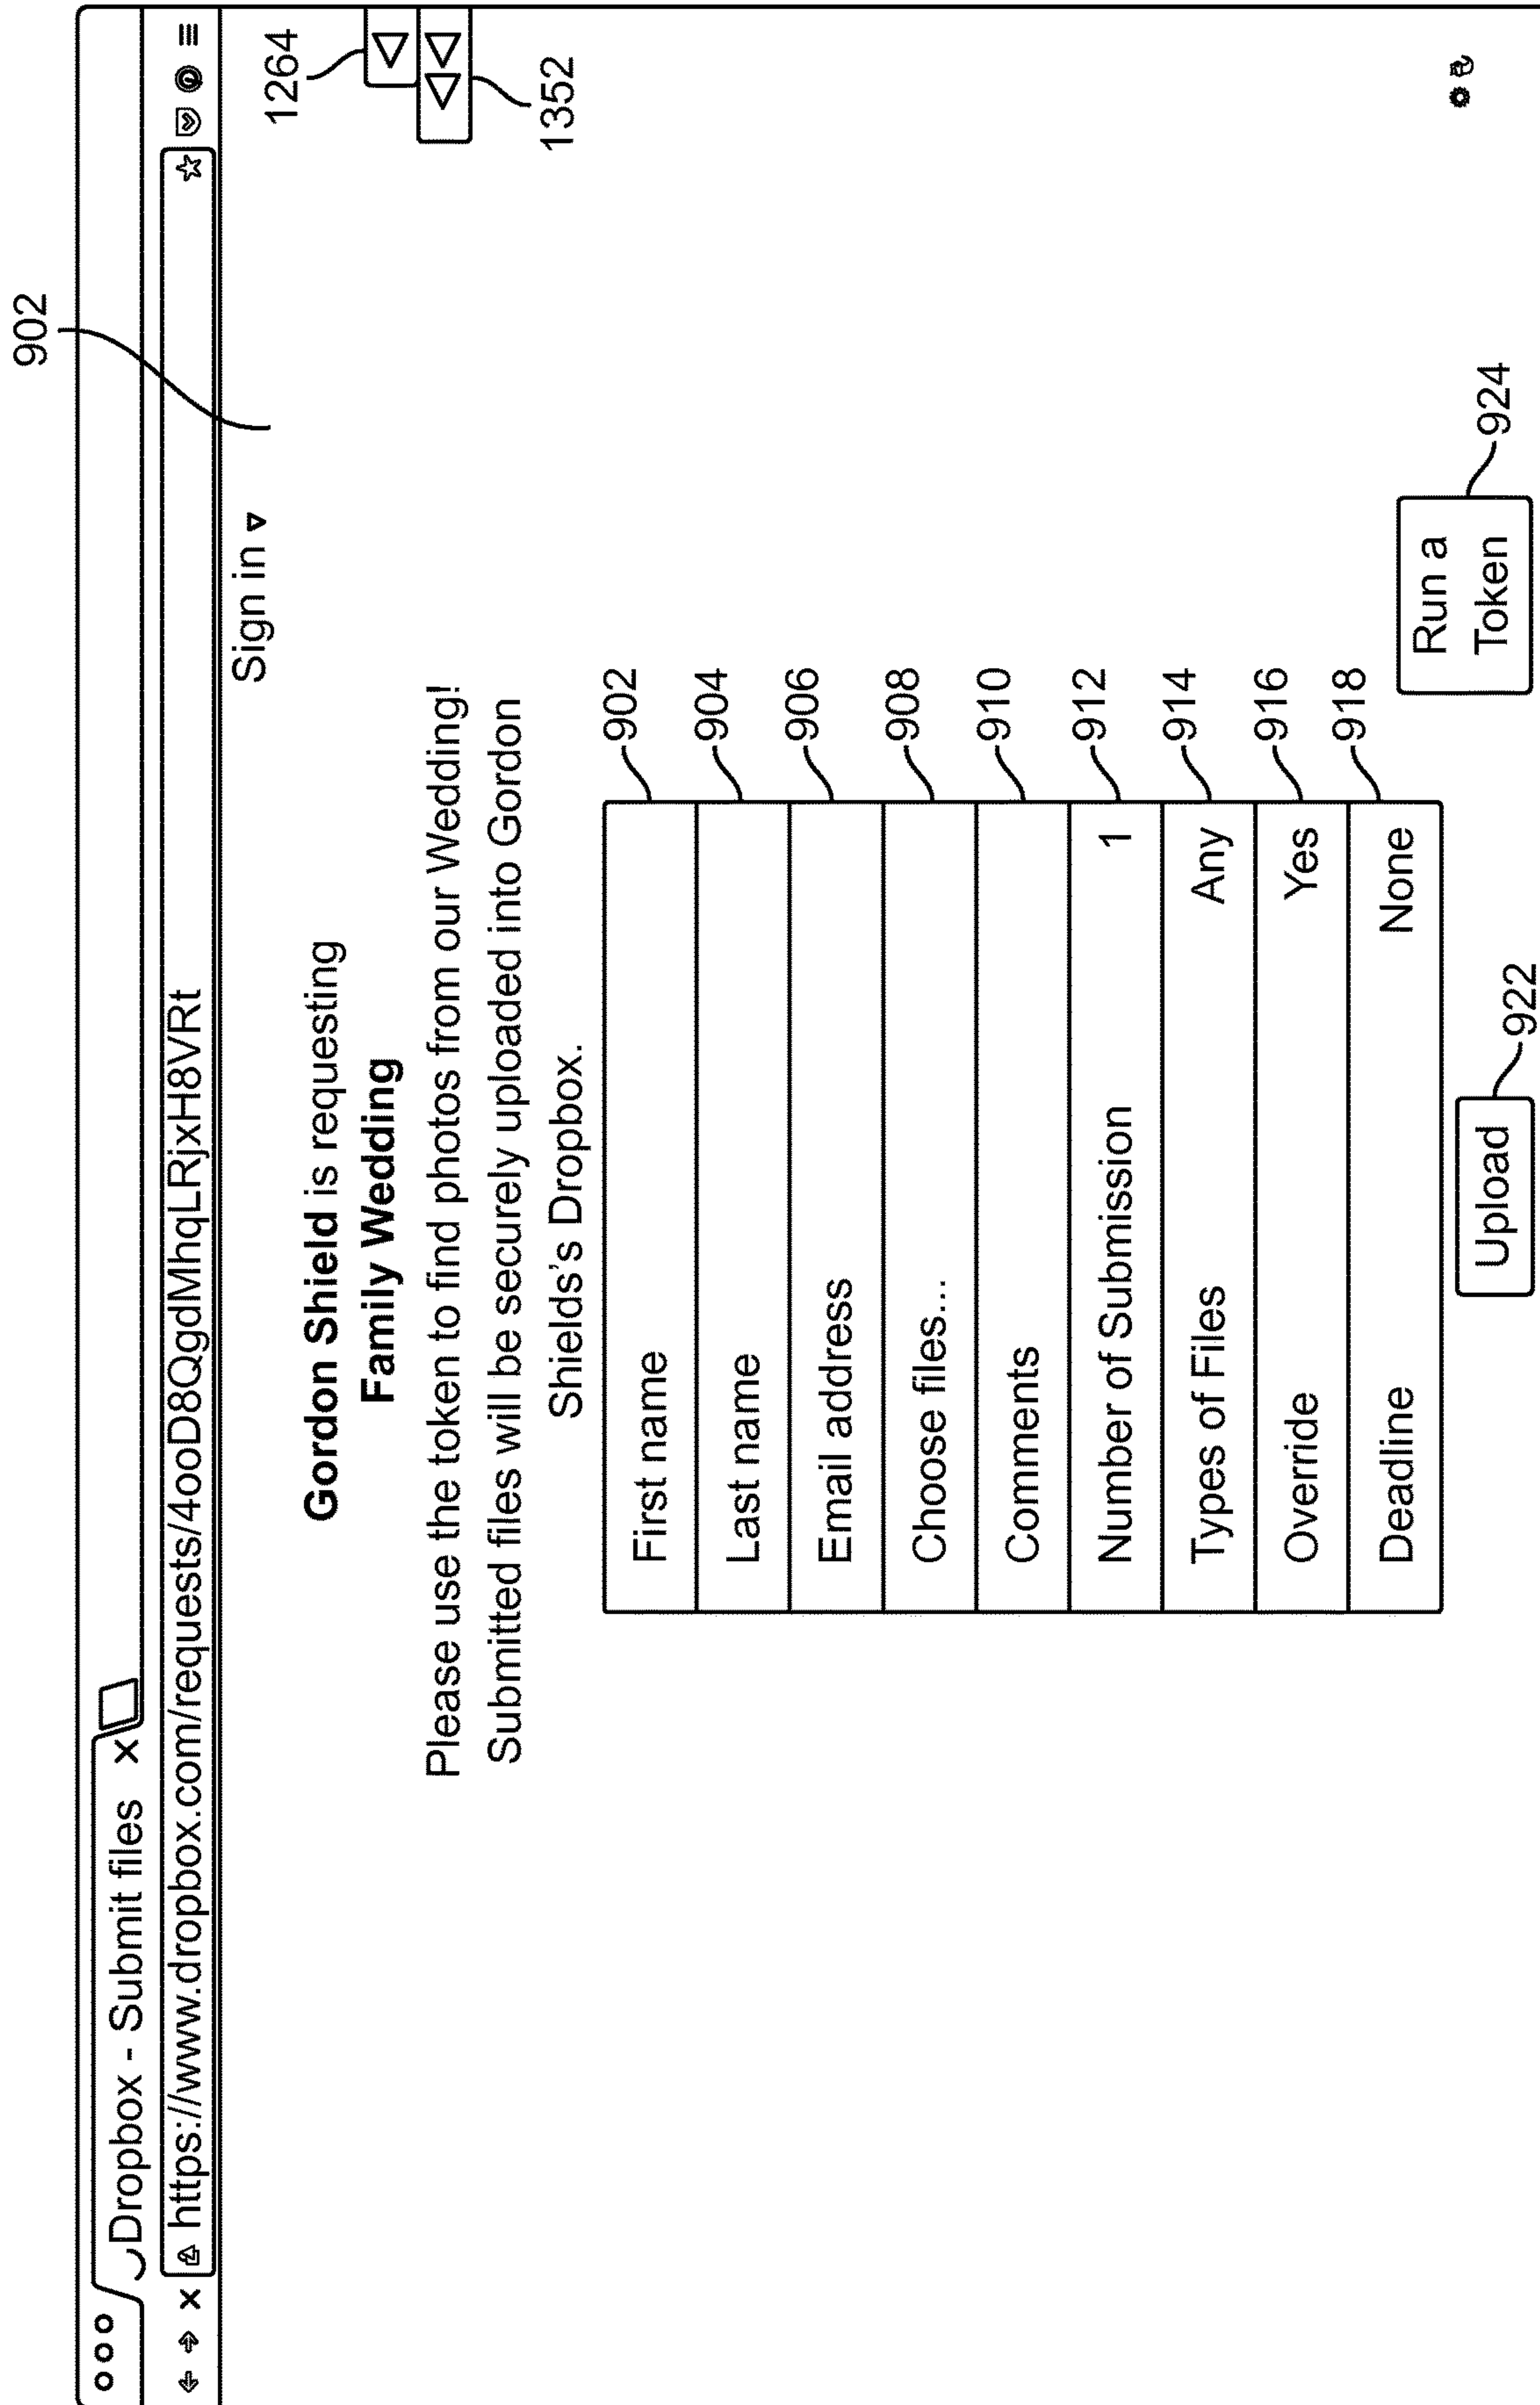 902
Dropbox - Submit files x
https://www.dropbox.com/requests/4ooD8QgdMhqLRjxH8VRt
Sign in
1264
1352
Gordon Shield is requesting
Family Wedding
Please use the token to find photos from our Wedding!
Submitted files will be securely uploaded into Gordon
Shields's Dropbox.
First name 902
Last name 904
Email address 906
Choose files... 908
Comments 910
Number of Submission 1 912
Types of Files Any 914
Override Yes 916
Deadline None 918
Upload 922
Run a
Token 924